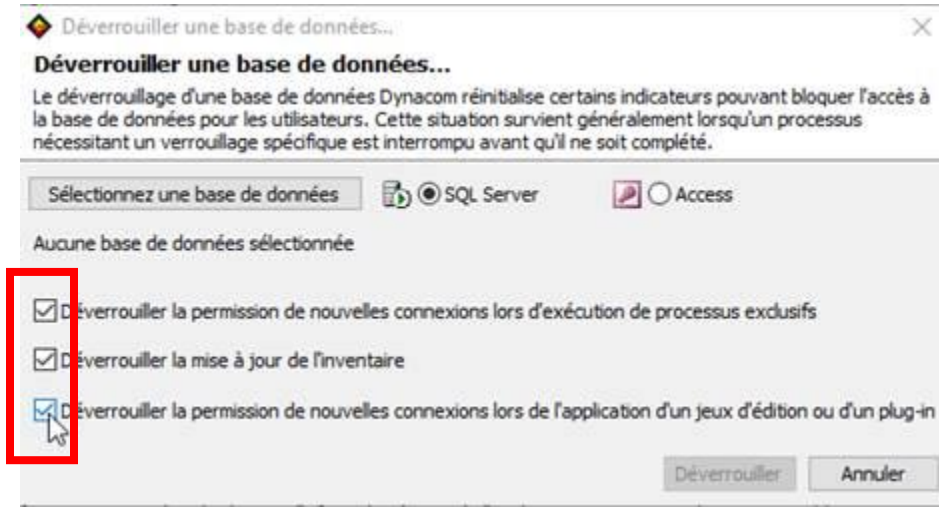 Déverrouiller une base de données...
Déverrouiller une base de données...
Le déverrouillage d'une base de données Dynacom réinitialise certains indicateurs pouvant bloquer l'accès à
la base de données pour les utilisateurs. Cette situation survient généralement lorsqu'un processus
nécessitant un verrouillage spécifique est interrompu avant qu'il ne soit complété.
Sélectionnez une base de données SQL Server Access
Aucune base de données sélectionnée
Déverrouiller la permission de nouvelles connexions lors d'exécution de processus exclusifs
Déverrouiller la mise à jour de l'inventaire
Déverrouiller la permission de nouvelles connexions lors de l'application d'un jeux d'édition ou d'un plug-in
Déverrouiller Annuler